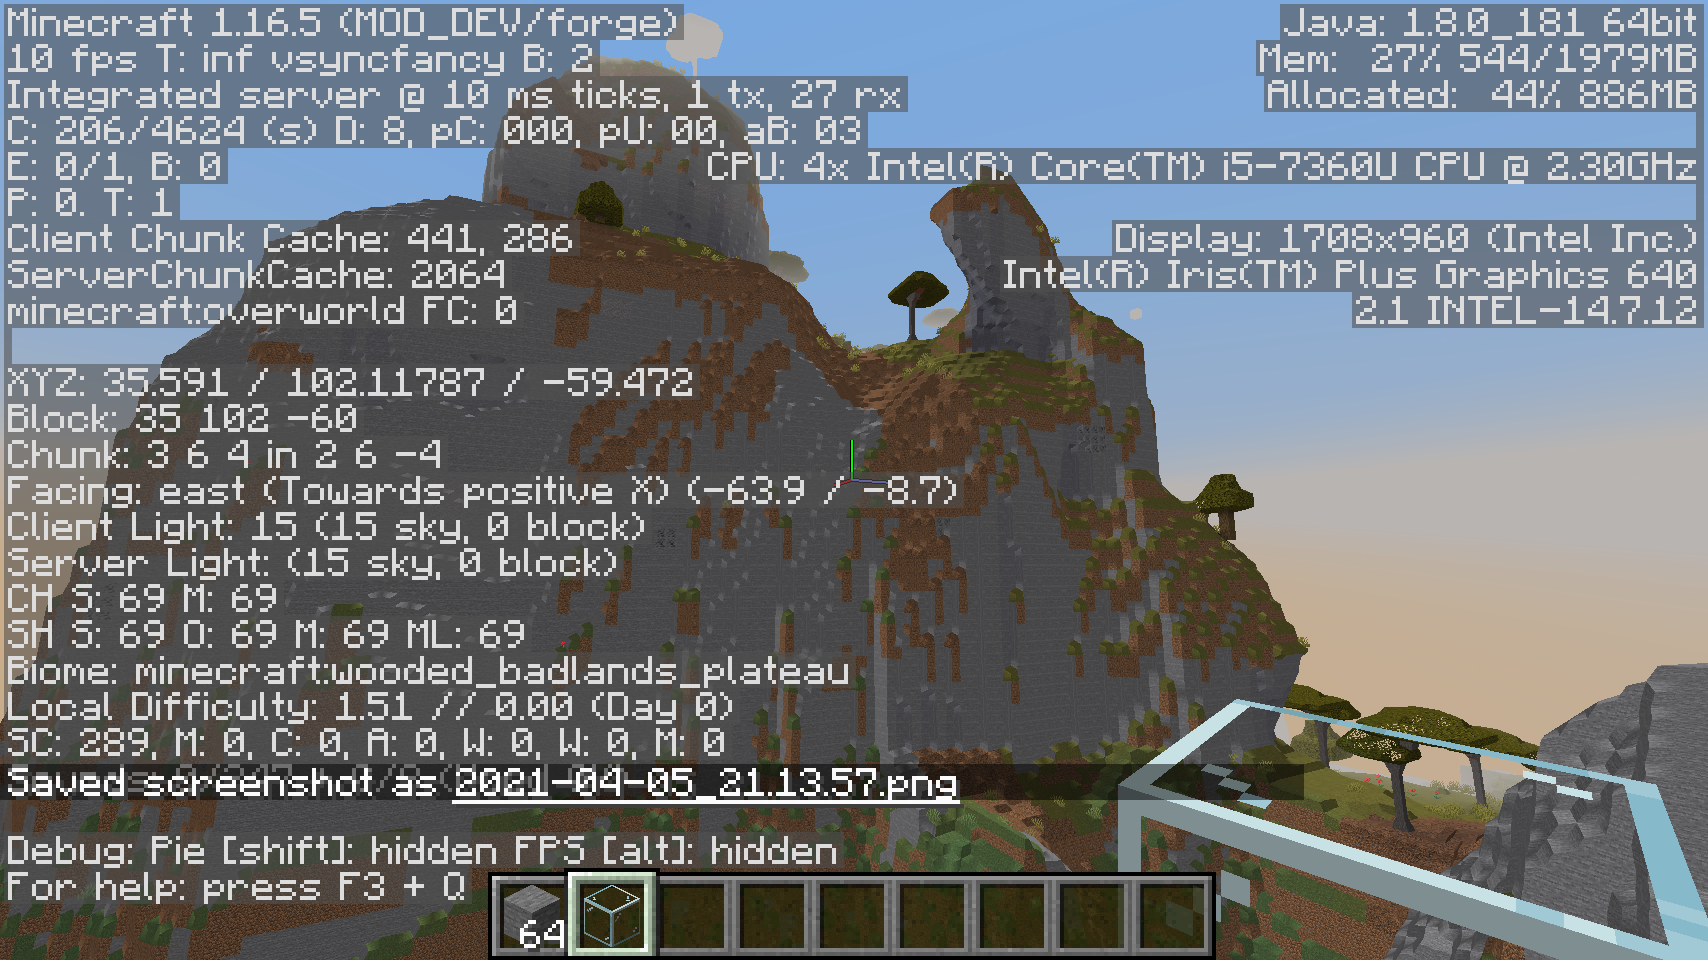 Minecraft 1.16.5 (MOD_DEV/forge)
10 fps T: inf vsyncfancy B: 2
Integrated server @ 10 ms ticks, 1 tx, 27 rx
C: 206/4624 (s) D: 8, pC: 000, pU: 00, aB: 03
E: 0/1, B: 0
P: 0. T: 1
Client Chunk Cache: 441, 286
ServerChunkCache: 2064
minecraft:overworld FC: 0
XYZ: 35.591 / 102.11787 / -59.472
Block: 35 102 -60
Chunk: 3 6 4 in 2 6 -4
Facing: east (Towards positive X) (-63.9 / -8.7)
Client Light: 15 (15 sky, 0 block)
Server Light: (15 sky, 0 block)
CH S: 69 M: 69
SH S: 69 O: 69 M: 69 ML: 69
Biome: minecraft:wooded_badlands_plateau
Local Difficulty: 1.51 // 0.00 (Day 0)
SC: 289, M: 0, C: 0, A: 0, W: 0, W: 0, M: 0
Saved screenshot as 2021-04-05_21.13.57.png
Debug: Pie [shift]: hidden FPS [alt]: hidden
For help: press F3 + Q
Java: 1.8.0_181 64bit
Mem: 27% 544/1979MB
Allocated: 44% 886MB
CPU: 4x Intel(R) Core(TM) i5-7360U CPU @ 2.30GHz
Display: 1708x960 (Intel Inc.)
Intel(R) Iris(TM) Plus Graphics 640
2.1 INTEL-14.7.12
64